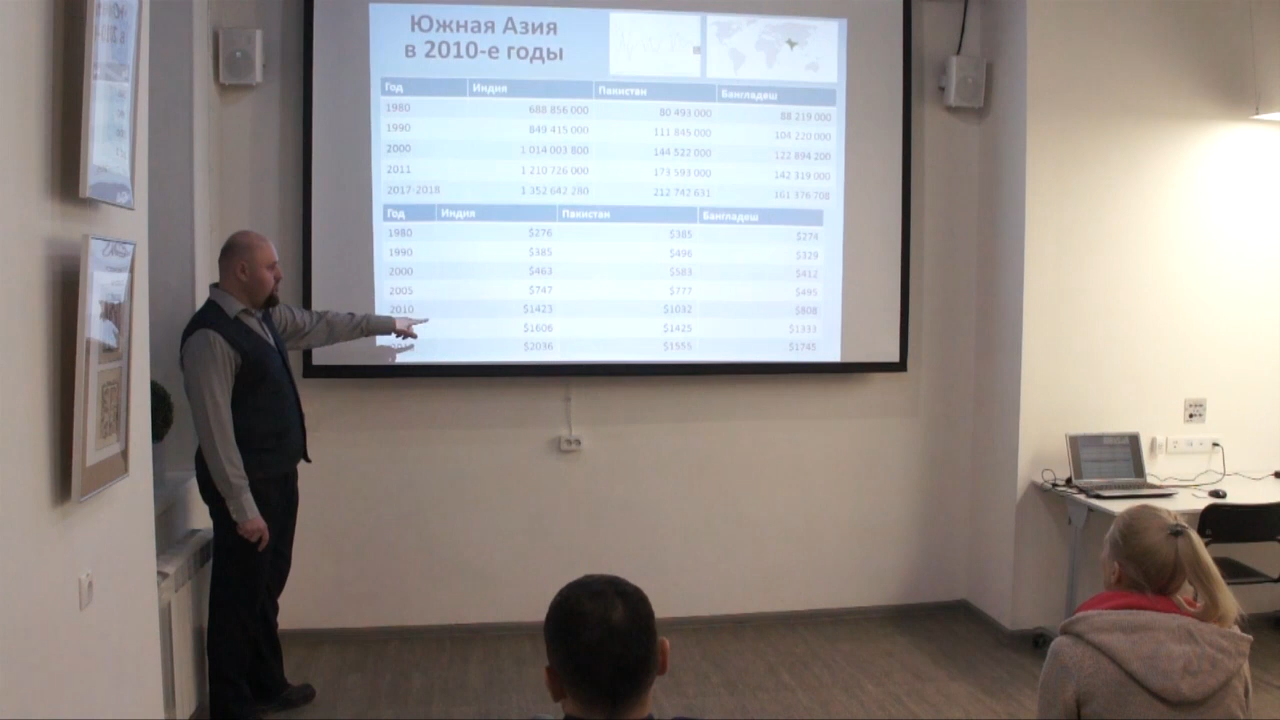 Южная Азия
в 2010-е годы
Год Индия Пакистан Бангладеш
1980 688 856 000 80 493 000 88 219 000
1990 849 415 000 111 845 000 104 220 000
2000 1 014 003 800 144 522 000 122 894 200
2011 1 210 726 000 173 593 000 142 319 000
2017-2018 1 352 642 280 212 742 631 161 376 708
Год Индия Пакистан Бангладеш
1980 $276 $385 $274
1990 $385 $496 $329
2000 $463 $583 $412
2005 $747 $777 $495
2010 $1423 $1032 $808
$1606 $1425 $1333
$2036 $1555 $1745